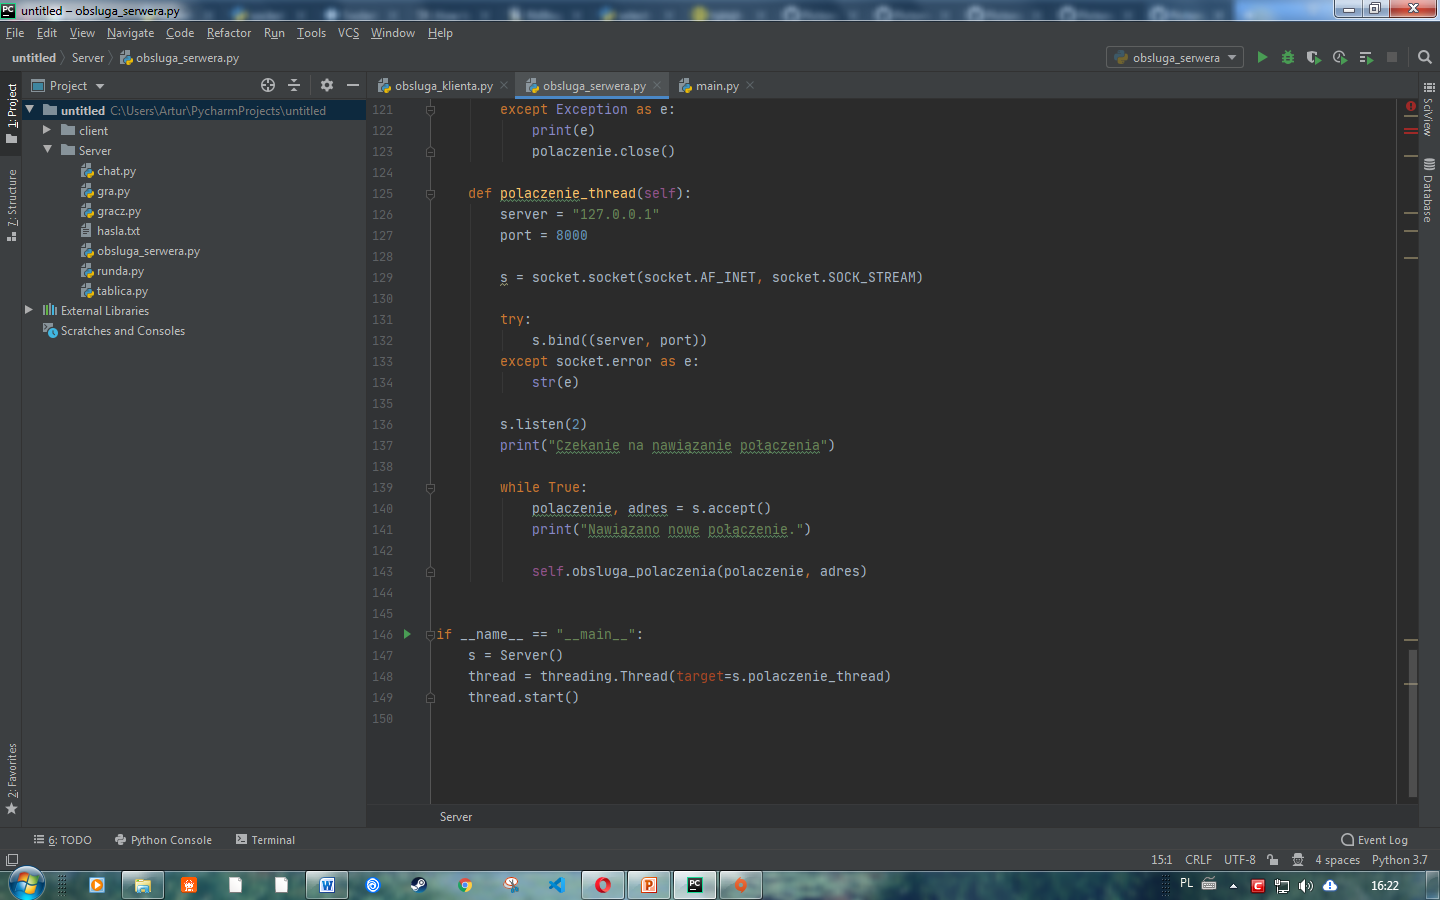 untitled – obsluga_serwera.py
File Edit View Navigate Code Refactor Run Tools VCS Window Help
untitled Server obsluga_serwera.py
obsluga_serwera
Project
obsluga_klienta.py
obsluga_serwera.py
main.py
1: Project
7: Structure
2: Favorites
SciView
Database
untitled C:\Users\Artur\PycharmProjects\untitled
client
Server
chat.py
gra.py
gracz.py
hasla.txt
obsluga_serwera.py
runda.py
tablica.py
External Libraries
Scratches and Consoles
121 except Exception as e:
122 print(e)
123 polaczenie.close()
124
125 def polaczenie_thread(self):
126 server = "127.0.0.1"
127 port = 8000
128
129 s = socket.socket(socket.AF_INET, socket.SOCK_STREAM)
130
131 try:
132 s.bind((server, port))
133 except socket.error as e:
134 str(e)
135
136 s.listen(2)
137 print("Czekanie na nawiązanie połączenia")
138
139 while True:
140 polaczenie, adres = s.accept()
141 print("Nawiązano nowe połączenie.")
142
143 self.obsluga_polaczenia(polaczenie, adres)
144
145
146 if __name__ == "__main__":
147 s = Server()
148 thread = threading.Thread(target=s.polaczenie_thread)
149 thread.start()
150
Server
6: TODO Python Console Terminal Event Log
15:1 CRLF UTF-8 4 spaces Python 3.7
PL 16:22